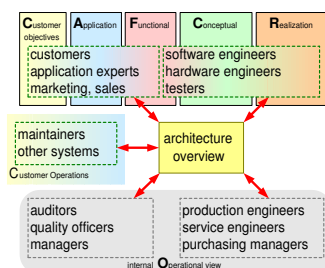 Customer objectives
Application
Functional
Conceptual
Realization
customers
application experts
marketing, sales
software engineers
hardware engineers
testers
maintainers
other systems
Customer Operations
architecture
overview
auditors
quality officers
managers
production engineers
service engineers
purchasing managers
internal Operational view